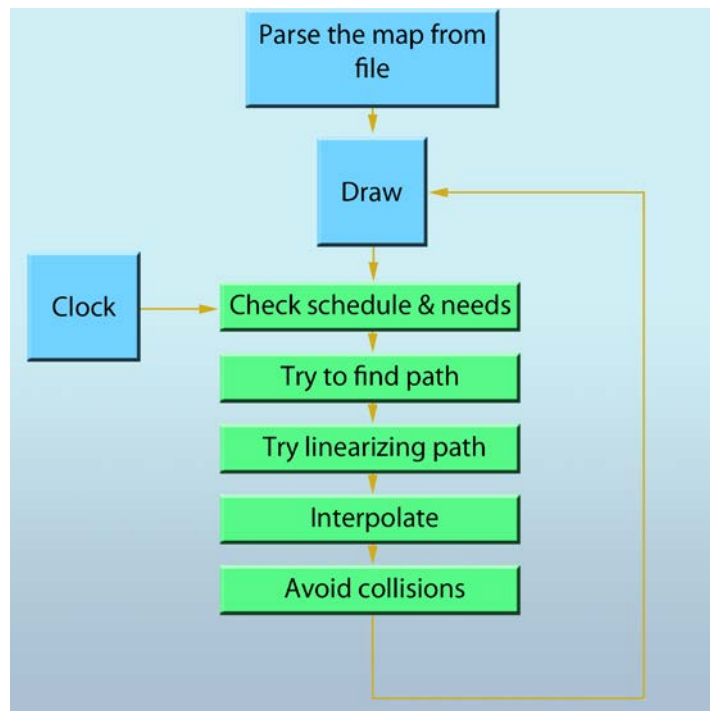 Parse the map from
file
Draw
Clock
Check schedule & needs
Try to find path
Try linearizing path
Interpolate
Avoid collisions